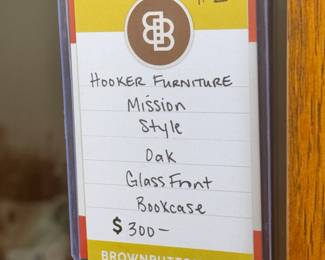 HOOKER FURNITURE
Mission
Style
Oak
Glass Front
Bookcase
$ 300-